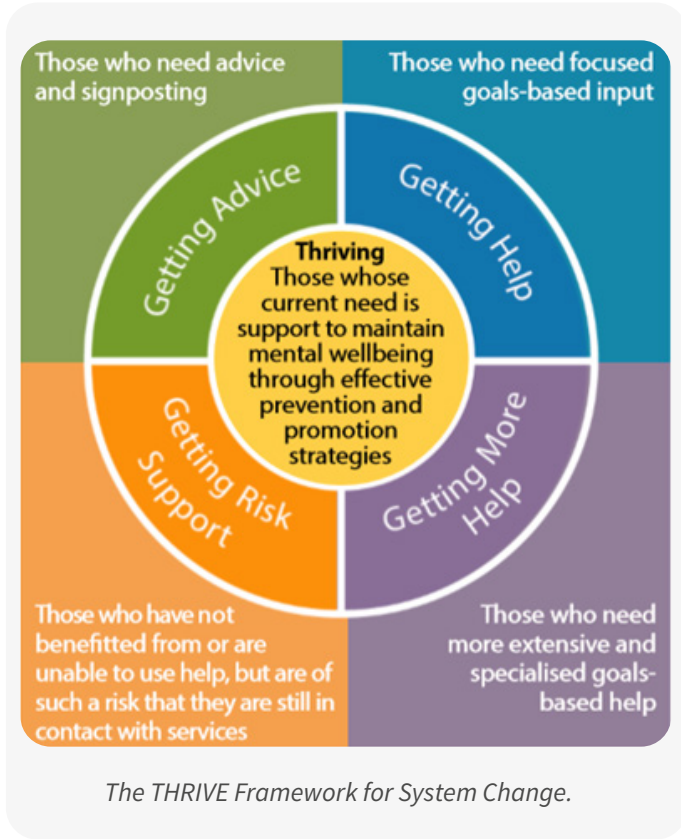 Those who need advice
and signposting
Those who need focused
goals-based input
Getting Advice
Getting Help
Thriving
Those whose
current need is
support to maintain
mental wellbeing
through effective
prevention and
promotion
strategies
Getting Risk
Support
Getting More
Help
Those who have not
benefitted from or are
unable to use help, but are of
such a risk that they are still in
contact with services
Those who need
more extensive and
specialised goals-
based help
The THRIVE Framework for System Change.